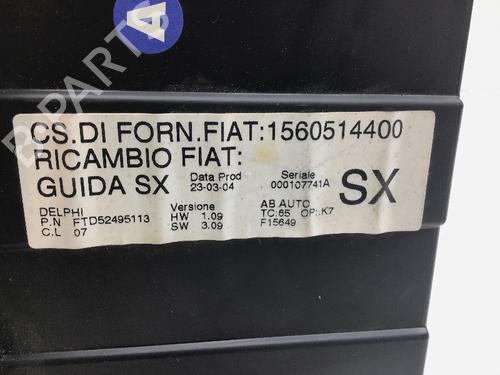 A
CS.DI FORN.FIAT:1560514400
RICAMBIO FIAT:
GUIDA SX
Data Prod
23-03-04
Seriale
000107741A
SX
DELPHI
P.N FTD52495113
C.L 07
Versione
HW 1.09
SW 3.09
AB AUTO
TC:65 OP:.K7
F15649
B-PARTS